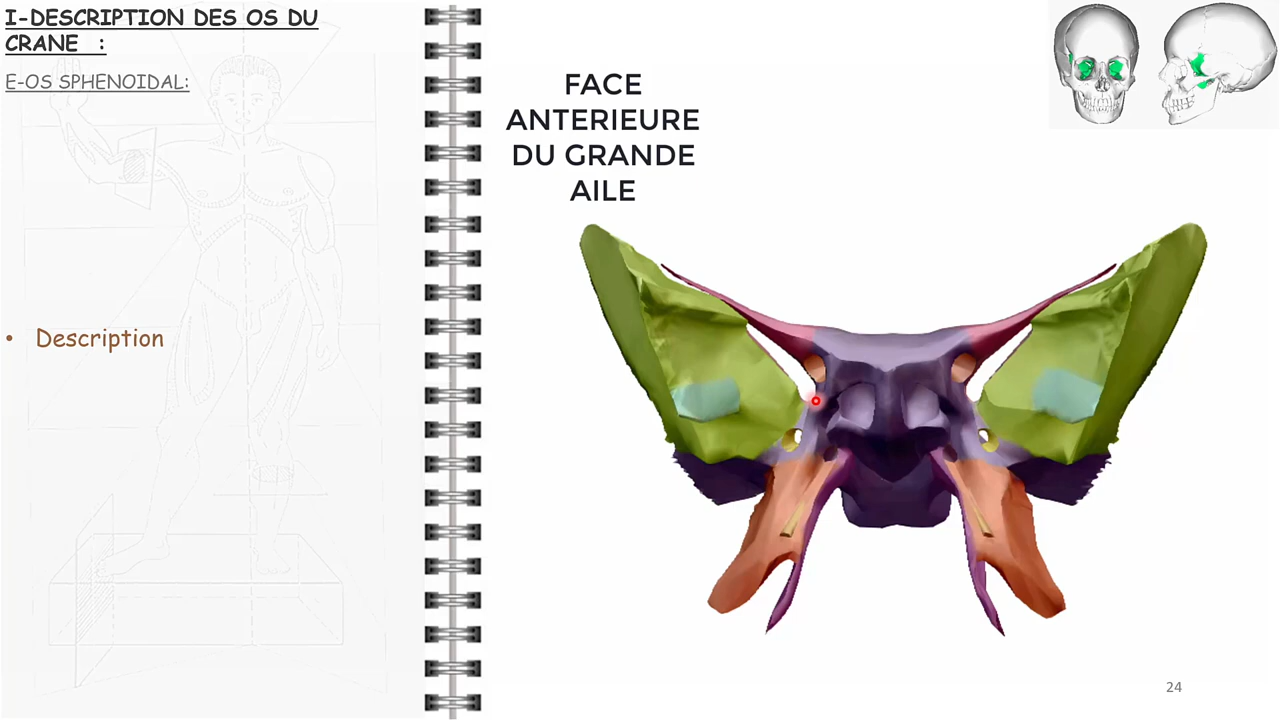 I-DESCRIPTION DES OS DU
CRANE :
E-OS SPHENOIDAL:
FACE
ANTERIEURE
DU GRANDE
AILE
• Description
24